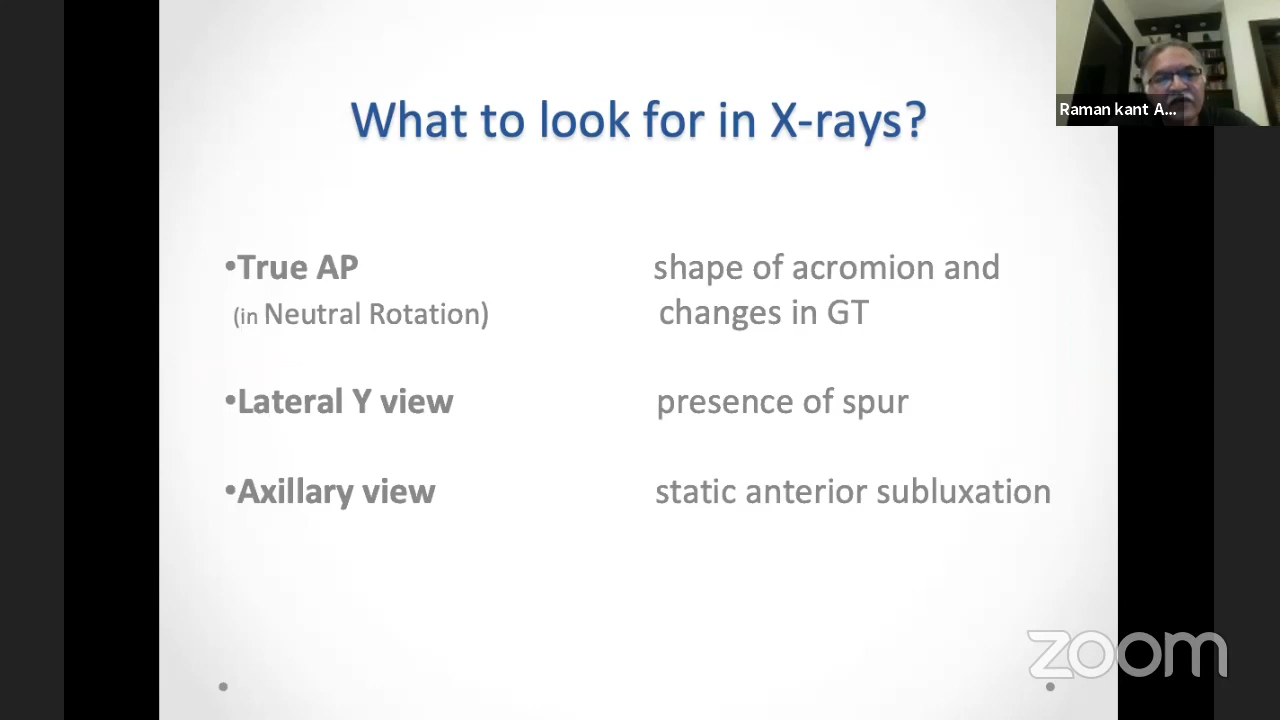 What to look for in X-rays?
Raman kant A...
•True AP shape of acromion and
(in Neutral Rotation) changes in GT
•Lateral Y view presence of spur
•Axillary view static anterior subluxation
zoom